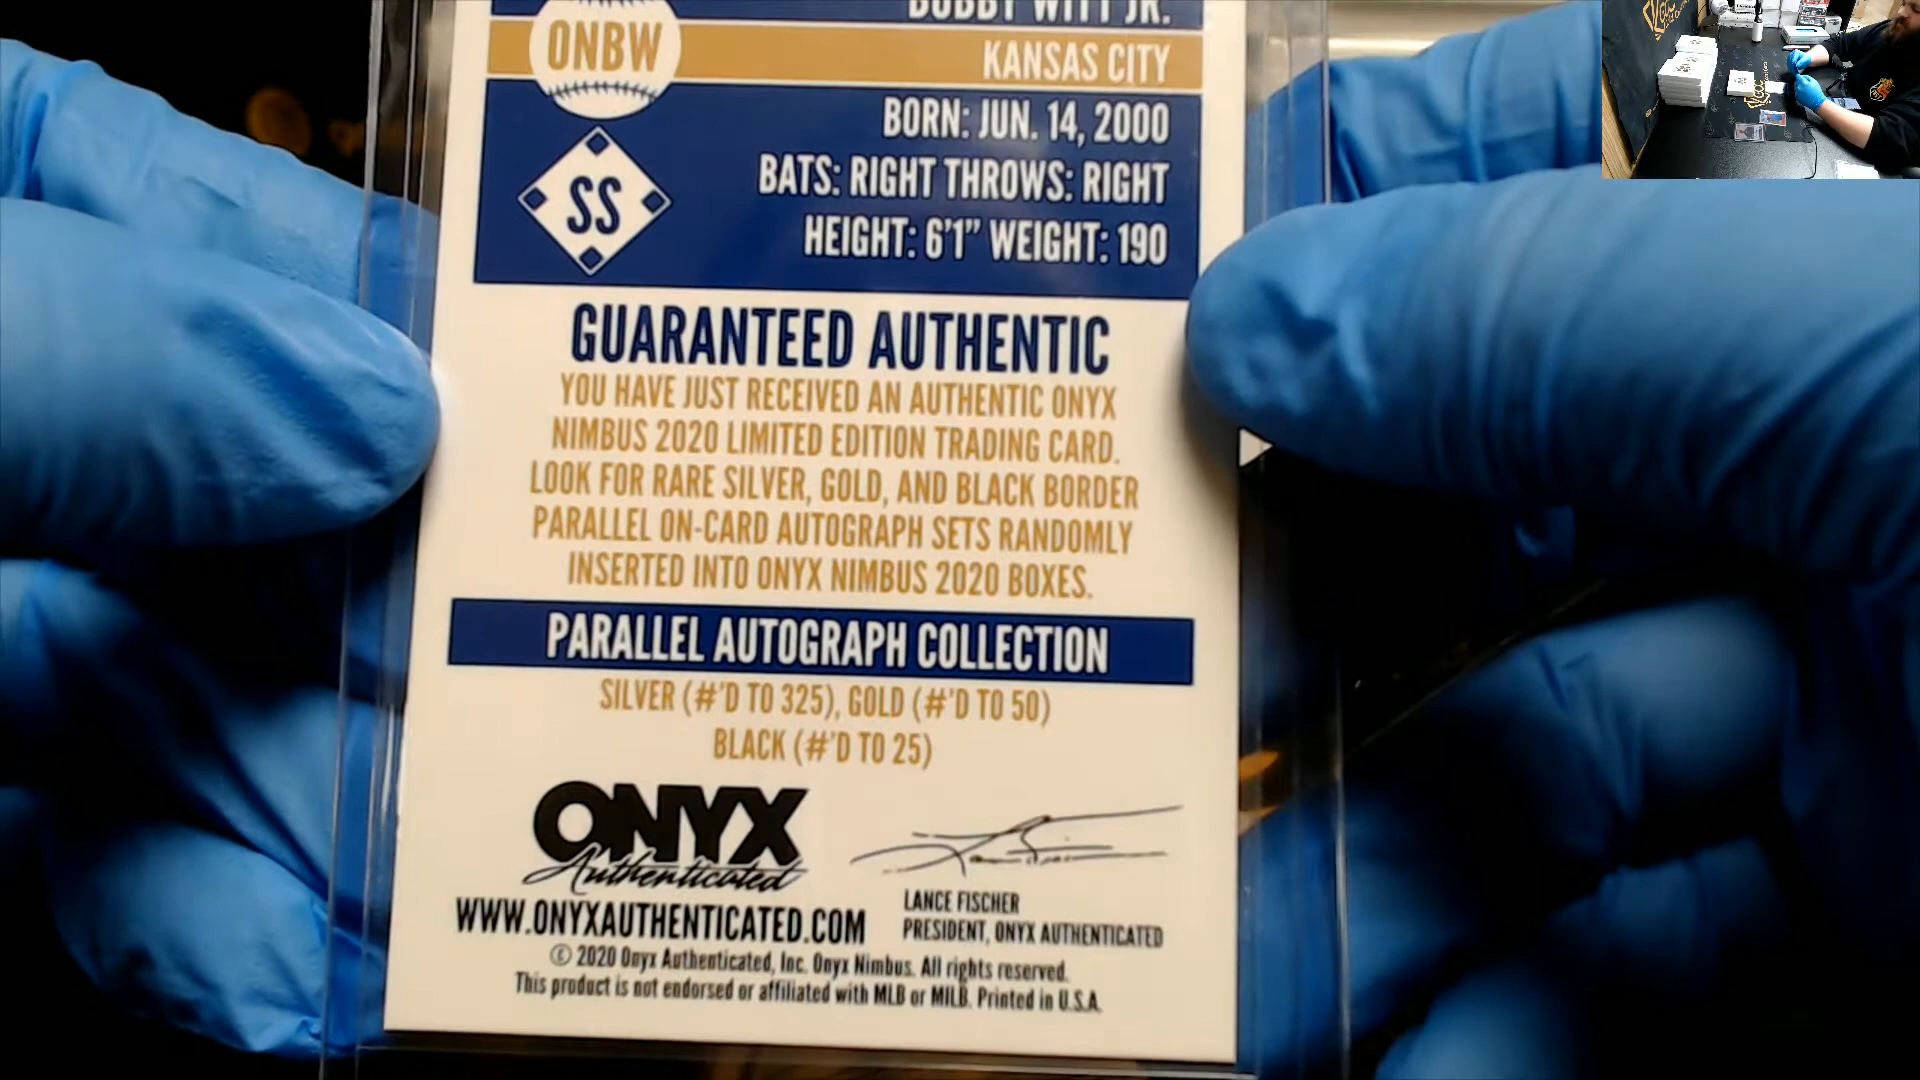 BOBBY WITT JR.
ONBW
KANSAS CITY
BORN: JUN. 14, 2000
BATS: RIGHT THROWS: RIGHT
SS
HEIGHT: 6'1" WEIGHT: 190
GUARANTEED AUTHENTIC
YOU HAVE JUST RECEIVED AN AUTHENTIC ONYX
NIMBUS 2020 LIMITED EDITION TRADING CARD.
LOOK FOR RARE SILVER, GOLD, AND BLACK BORDER
PARALLEL ON-CARD AUTOGRAPH SETS RANDOMLY
INSERTED INTO ONYX NIMBUS 2020 BOXES.
PARALLEL AUTOGRAPH COLLECTION
SILVER (#'D TO 325), GOLD (#'D TO 50)
BLACK (#'D TO 25)
ONYX
Authenticated
WWW.ONYXAUTHENTICATED.COM
LANCE FISCHER
PRESIDENT, ONYX AUTHENTICATED
© 2020 Onyx Authenticated, Inc. Onyx Nimbus. All rights reserved.
This product is not endorsed or affiliated with MLB or MILB. Printed in U.S.A.